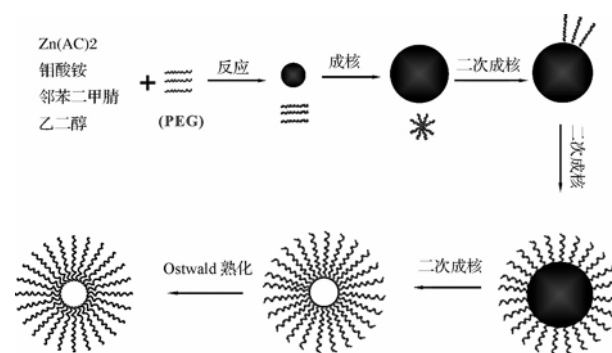 Zn(AC)2
钼酸铵
邻苯二甲腈
乙二醇
+
(PEG)
反应
成核
二次成核
二次成核
二次成核
Ostwald 熟化